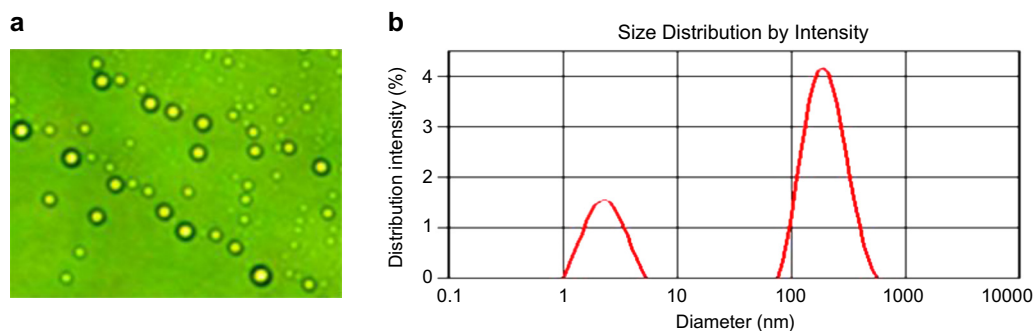 a
b
Size Distribution by Intensity
Distribution intensity (%)
4
3
2
1
0
0.1 1 10 100 1000 10000
Diameter (nm)